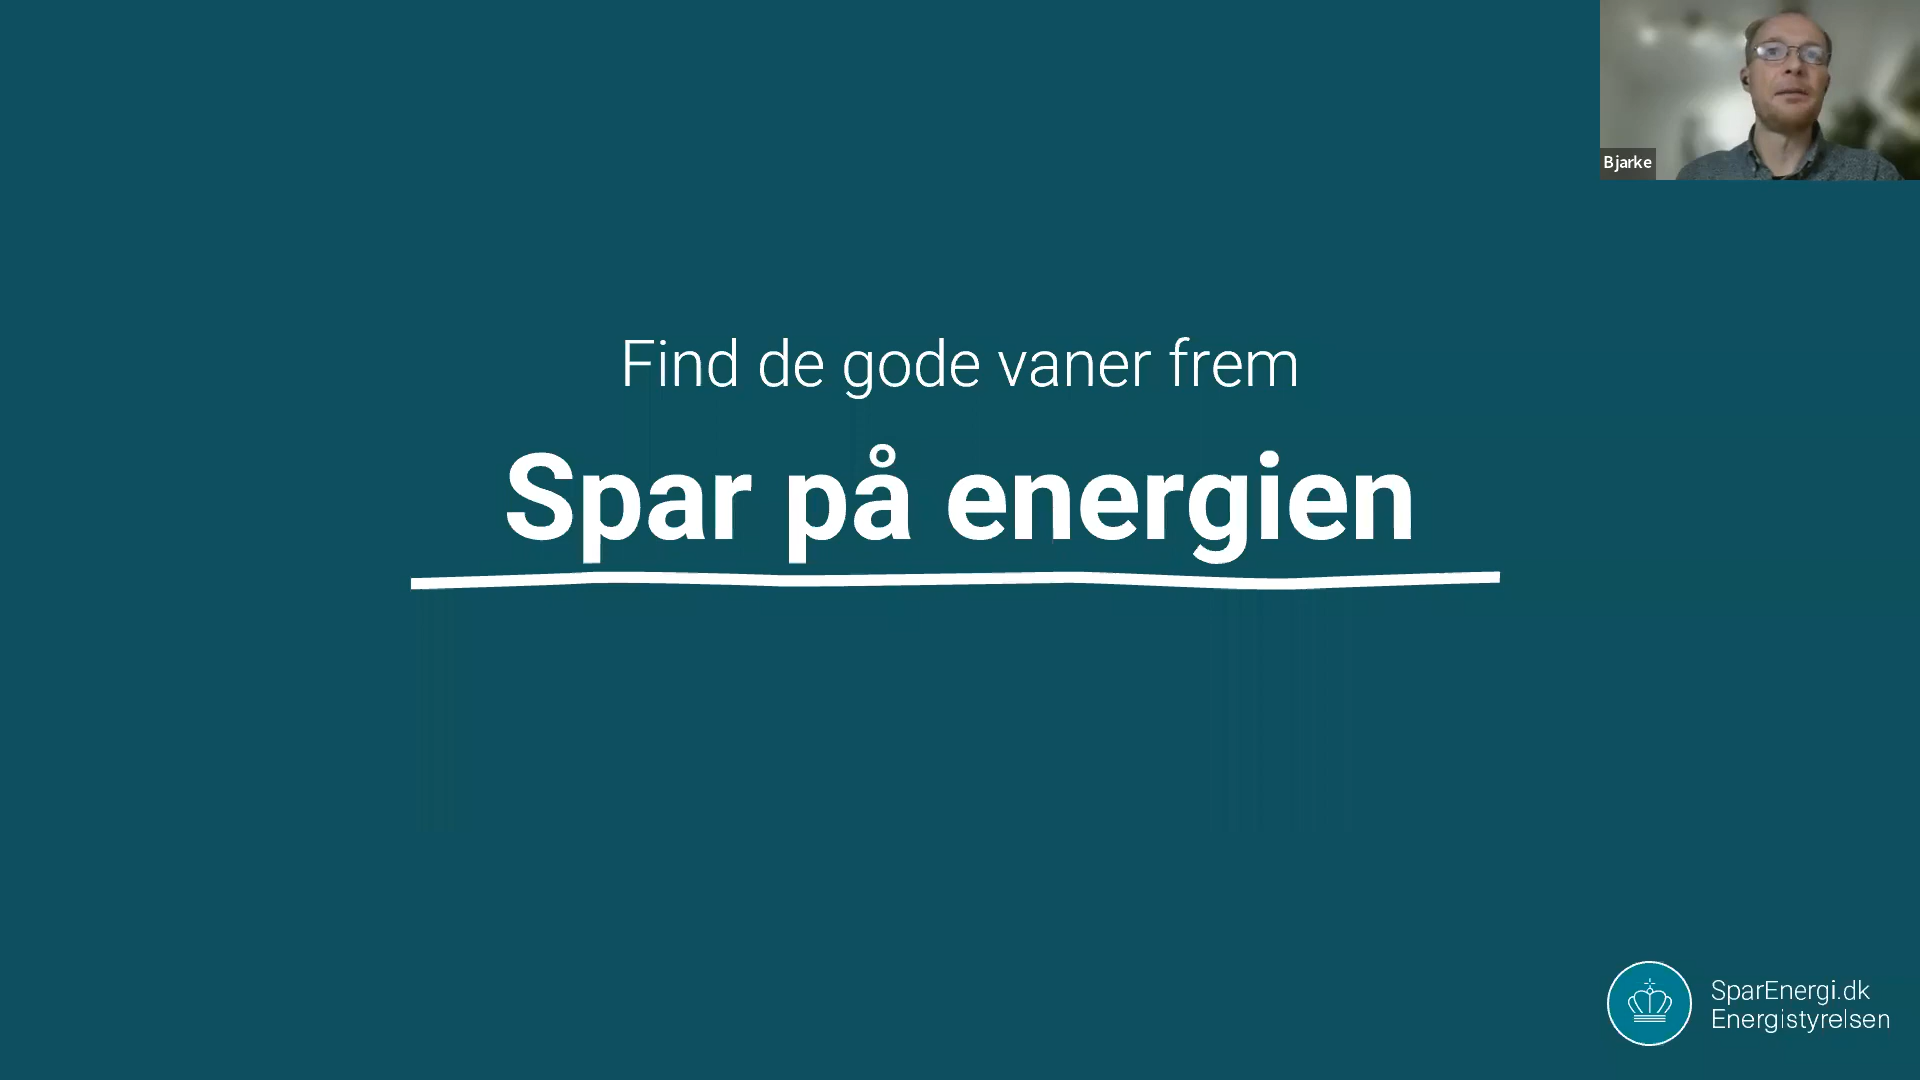 Bjarke
Find de gode vaner frem
Spar på energien
SparEnergi.dk
Energistyrelsen